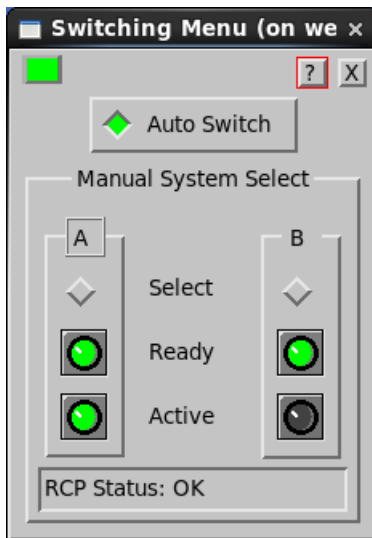 Switching Menu (on we ×
? X
Auto Switch
Manual System Select
A B
Select
Ready
Active
RCP Status: OK